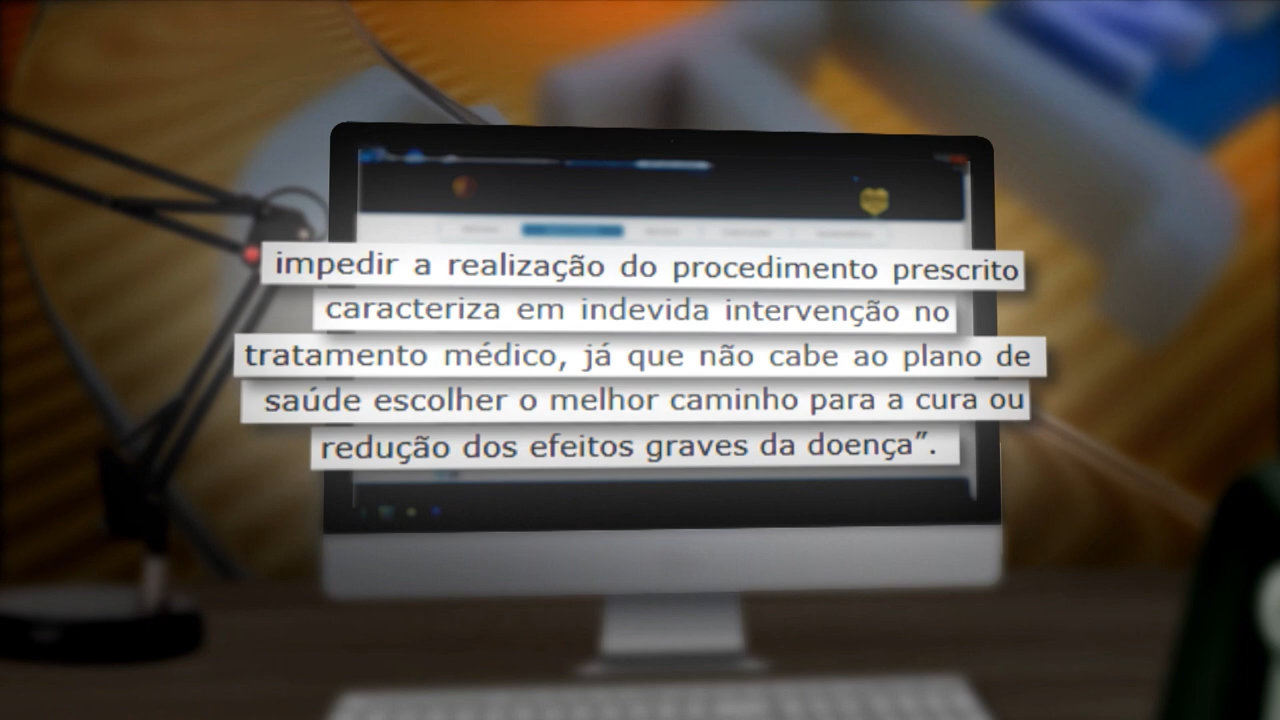 impedir a realização do procedimento prescrito
caracteriza em indevida intervenção no
tratamento médico, já que não cabe ao plano de
saúde escolher o melhor caminho para a cura ou
redução dos efeitos graves da doença”.